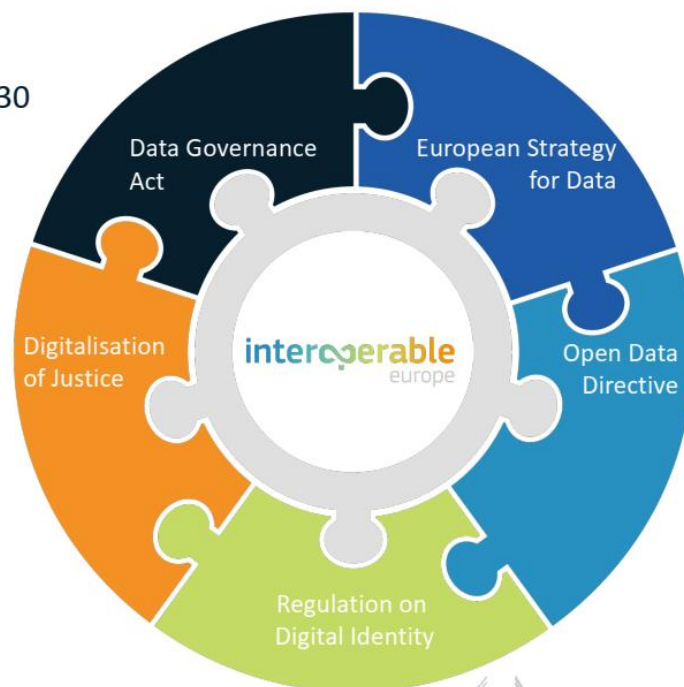 30
Data Governance
Act
European Strategy
for Data
Digitalisation
of Justice
interoperable
europe
Open Data
Directive
Regulation on
Digital Identity